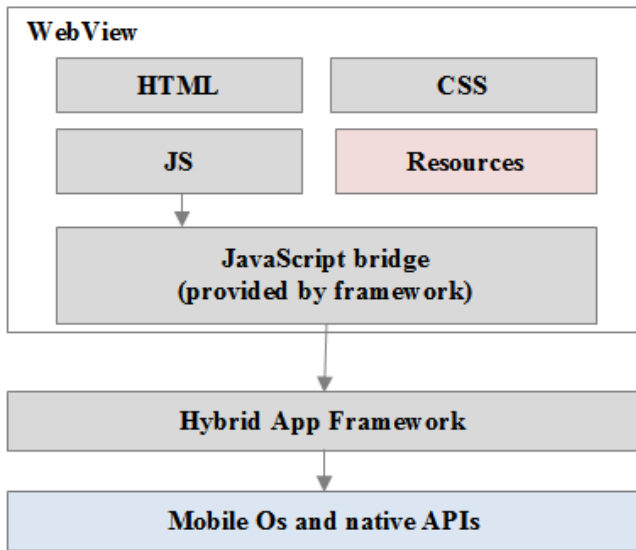 WebView
HTML
CSS
JS
Resources
JavaScript bridge
(provided by framework)
Hybrid App Framework
Mobile Os and native APIs